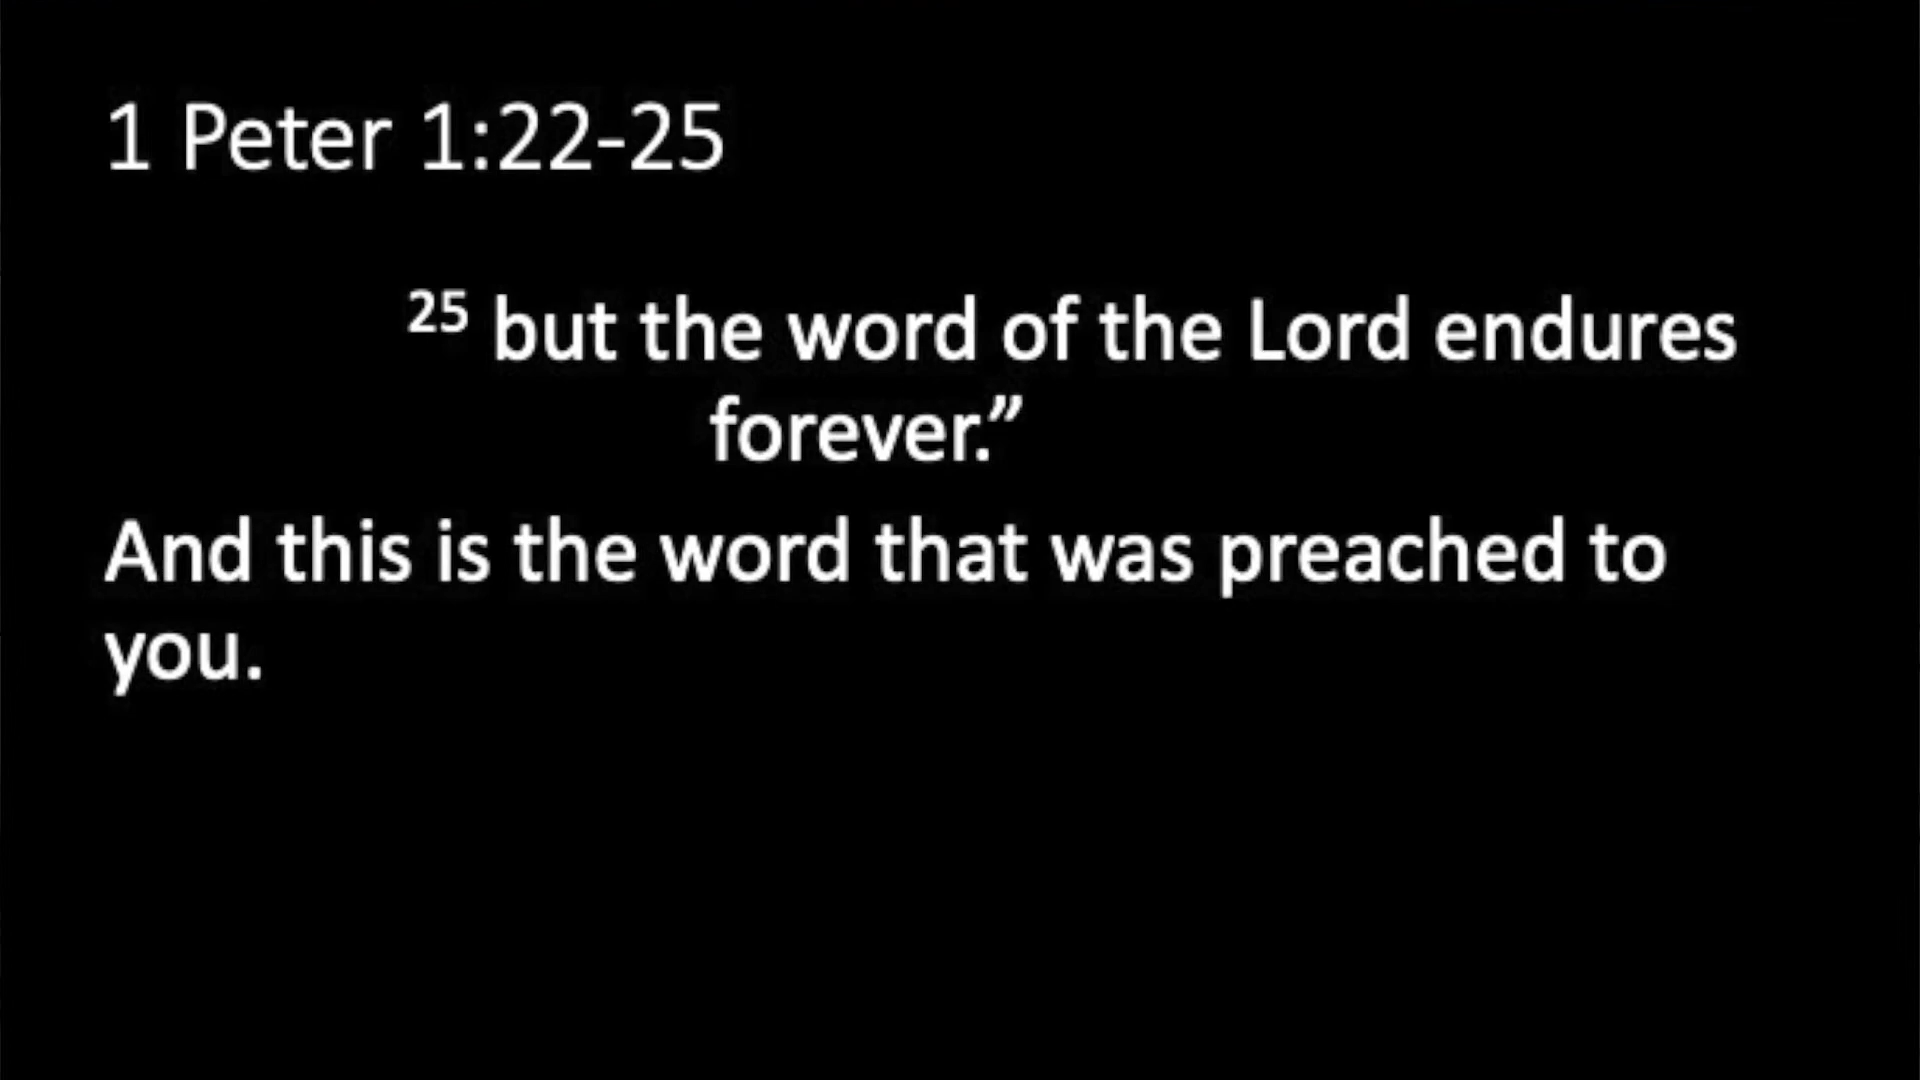 1 Peter 1:22-25
25 but the word of the Lord endures
forever.”
And this is the word that was preached to
you.